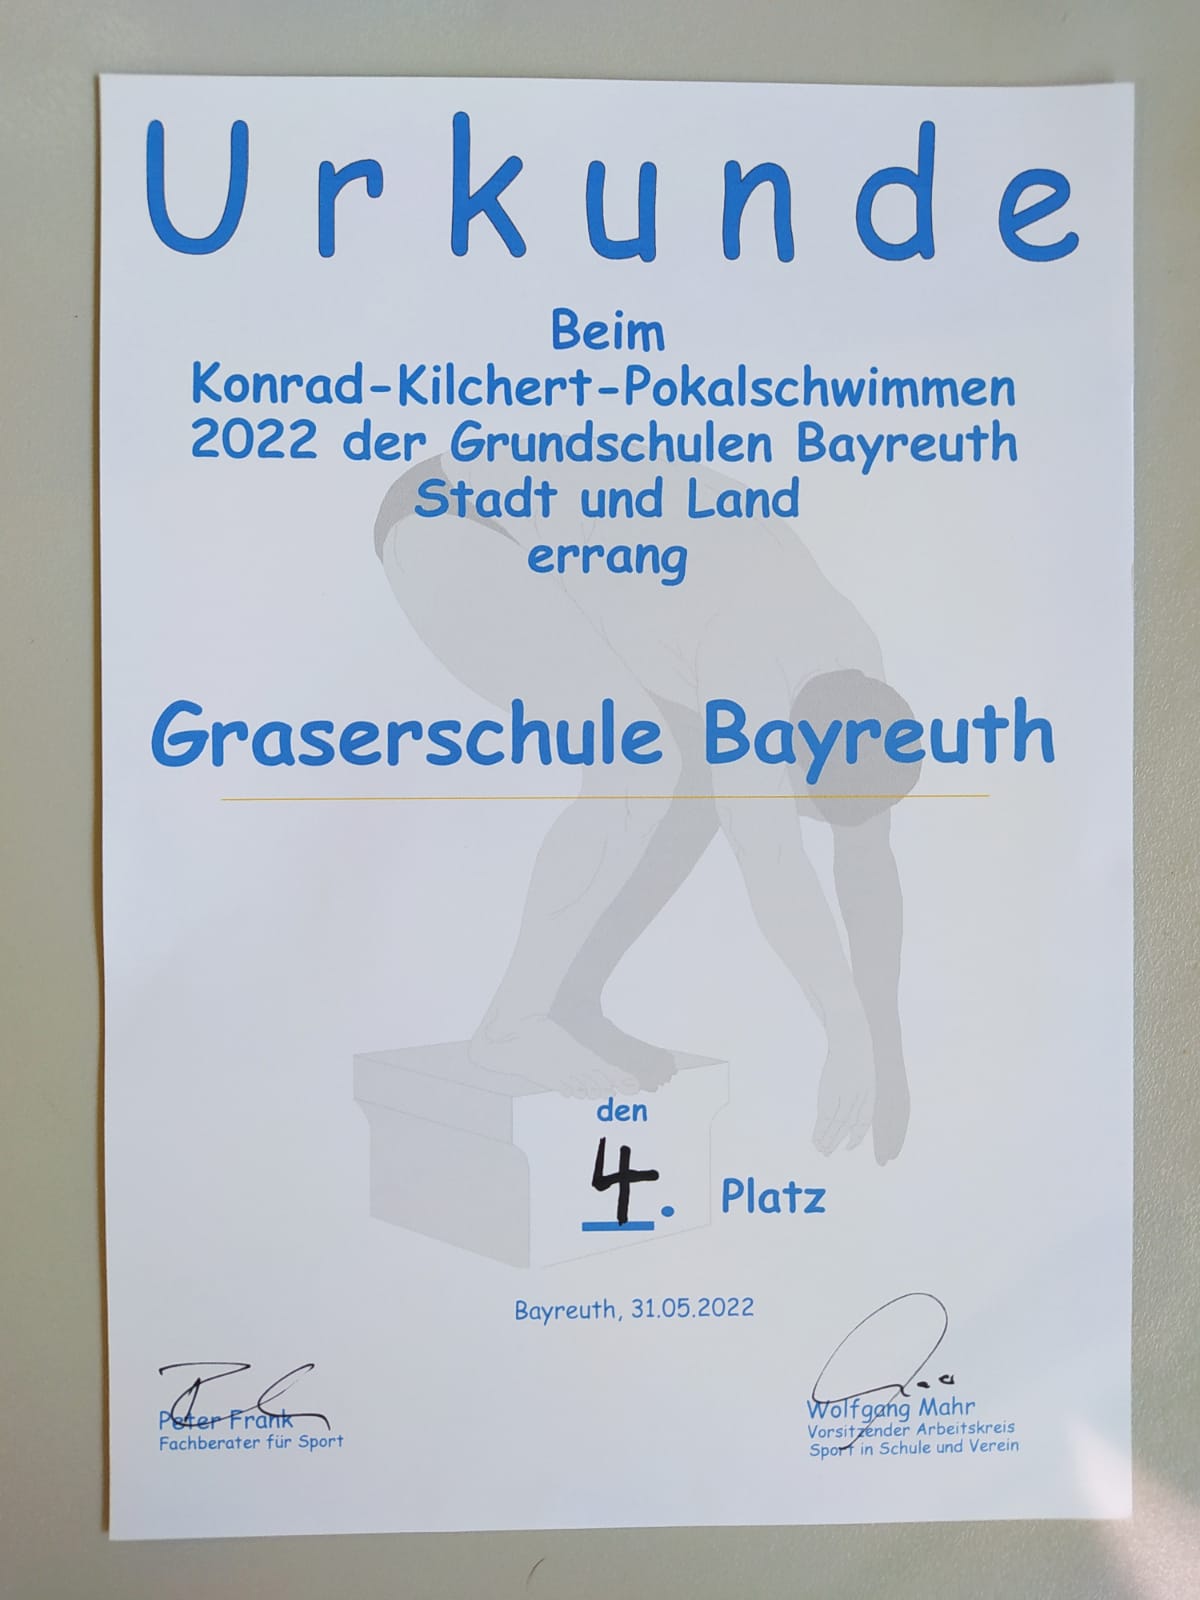 Urkunde
Beim
Konrad-Kilchert-Pokalschwimmen
2022 der Grundschulen Bayreuth
Stadt und Land
errang
Graserschule Bayreuth
den
4. Platz
Bayreuth, 31.05.2022
Peter Frank
Fachberater für Sport
Wolfgang Mahr
Vorsitzender Arbeitskreis
Sport in Schule und Verein